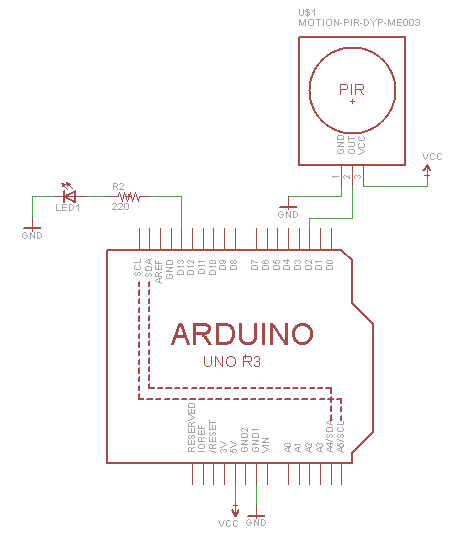 U$1
MOTION-PIR-DYP-ME003
PIR
GND
OUT
VCC
1
2
3
VCC
GND
R2
220
LED1
GND
SCL
SDA
AREF
GND
D13
D12
D11
D10
D9
D8
D7
D6
D5
D4
D3
D2
D1
D0
ARDUINO
UNO R3
RESERVED
IOREF
/RESET
3V
5V
GND2
GND1
VIN
A0
A1
A2
A3
A4/SDA
A5/SCL
VCC
GND